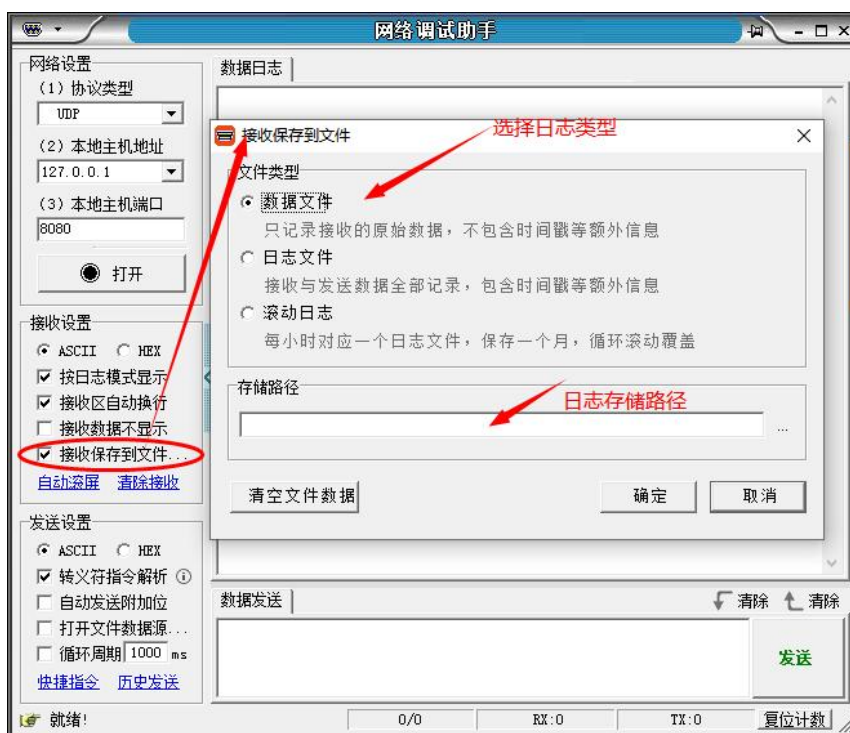 网络调试助手
网络设置
(1) 协议类型
UDP
(2) 本地主机地址
127.0.0.1
(3) 本地主机端口
8080
打开
接收设置
ASCII HEX
按日志模式显示
接收区自动换行
接收数据不显示
接收保存到文件...
自动滚屏 清除接收
发送设置
ASCII HEX
转义符指令解析
自动发送附加位
打开文件数据源...
循环周期 1000 ms
快捷指令 历史发送
数据日志
接收保存到文件
选择日志类型
文件类型
数据文件
只记录接收的原始数据，不包含时间戳等额外信息
日志文件
接收与发送数据全部记录，包含时间戳等额外信息
滚动日志
每小时对应一个日志文件，保存一个月，循环滚动覆盖
存储路径
日志存储路径
...
清空文件数据 确定 取消
数据发送 清除 清除
发送
就绪! 0/0 RX:0 TX:0 复位计数